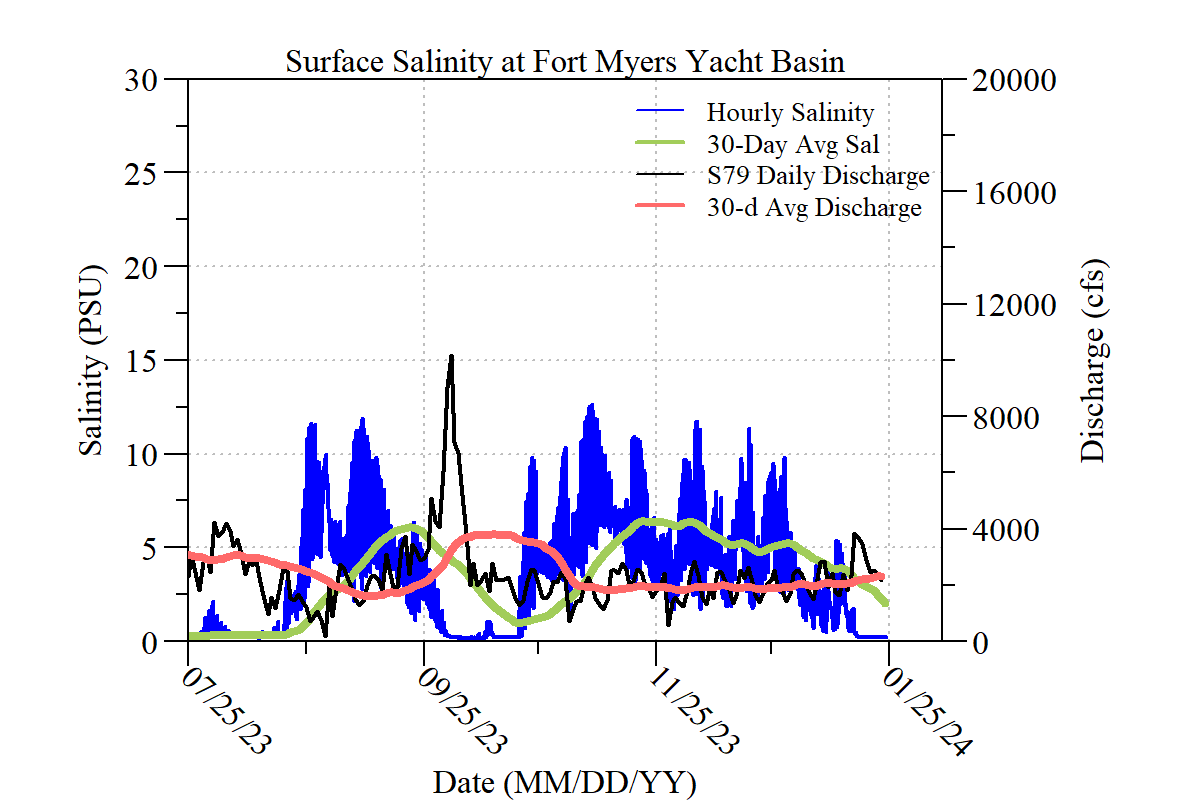 Surface Salinity at Fort Myers Yacht Basin
Hourly Salinity
30-Day Avg Sal
S79 Daily Discharge
30-d Avg Discharge
Salinity (PSU)
30
25
20
15
10
5
0
Discharge (cfs)
20000
16000
12000
8000
4000
0
07/25/23
09/25/23
11/25/23
01/25/24
Date (MM/DD/YY)